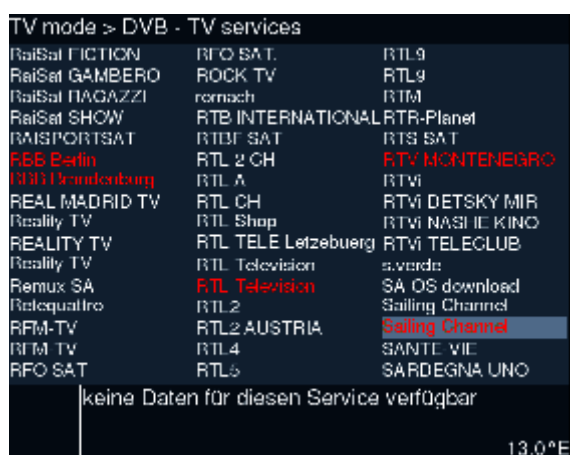 TV mode > DVB - TV services
RaiSat FICTION
RaiSat GAMBERO
RaiSat RAGAZZI
RaiSat SHOW
RAISPORTSAT
RBB Berlin
RBB Brandenburg
REAL MADRID TV
Reality TV
REALITY TV
Reality TV
Remux SA
Retequattro
RFM-TV
RFM TV
RFO SAT
RFO SAT.
ROCK TV
romach
RTB INTERNATIONAL
RTBF SAT
RTL 2 CH
RTL A
RTL CH
RTL Shop
RTL TELE Letzebuerg
RTL Television
RTL Television
RTL2
RTL2 AUSTRIA
RTL4
RTL5
RTL9
RTL9
RTM
RTR-Planet
RTS SAT
RTV MONTENEGRO
RTVi
RTVi DETSKY MIR
RTVi NASHE KINO
RTVi TELECLUB
s.verde
SA OS download
Sailing Channel
Sailing Channel
SANTE VIE
SARDEGNA UNO
keine Daten für diesen Service verfügbar
13.0°E